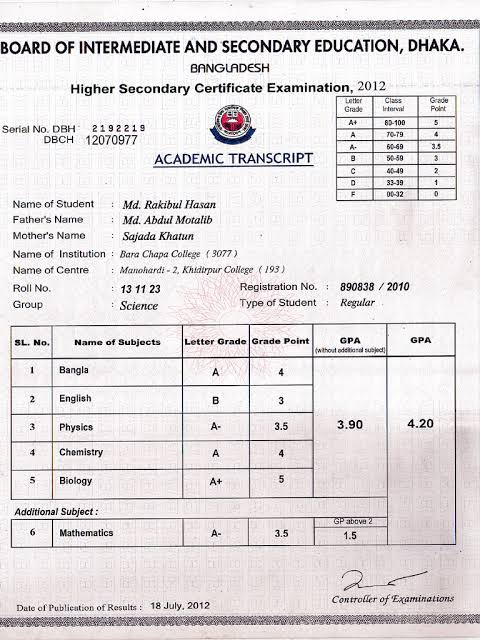 BOARD OF INTERMEDIATE AND SECONDARY EDUCATION, DHAKA.
BANGLADESH
Higher Secondary Certificate Examination, 2012
Serial No. DBH 2192219
DBCH 12070977
ACADEMIC TRANSCRIPT
Letter Grade Class Interval Grade Point
A+ 80-100 5
A 70-79 4
A- 60-69 3.5
B 50-59 3
C 40-49 2
D 33-39 1
F 00-32 0
Name of Student : Md. Rakibul Hasan
Father's Name : Md. Abdul Motalib
Mother's Name : Sajada Khatun
Name of Institution : Bara Chapa College ( 3077 )
Name of Centre : Manohardi - 2, Khidirpur College ( 193 )
Roll No. : 13 11 23 Registration No. : 890838 / 2010
Group : Science Type of Student : Regular
SL. No. Name of Subjects Letter Grade Grade Point GPA (without additional subject) GPA
1 Bangla A 4
2 English B 3
3 Physics A- 3.5 3.90 4.20
4 Chemistry A 4
5 Biology A+ 5
Additional Subject :
6 Mathematics A- 3.5 GP above 2 1.5
Controller of Examinations
Date of Publication of Results : 18 July, 2012